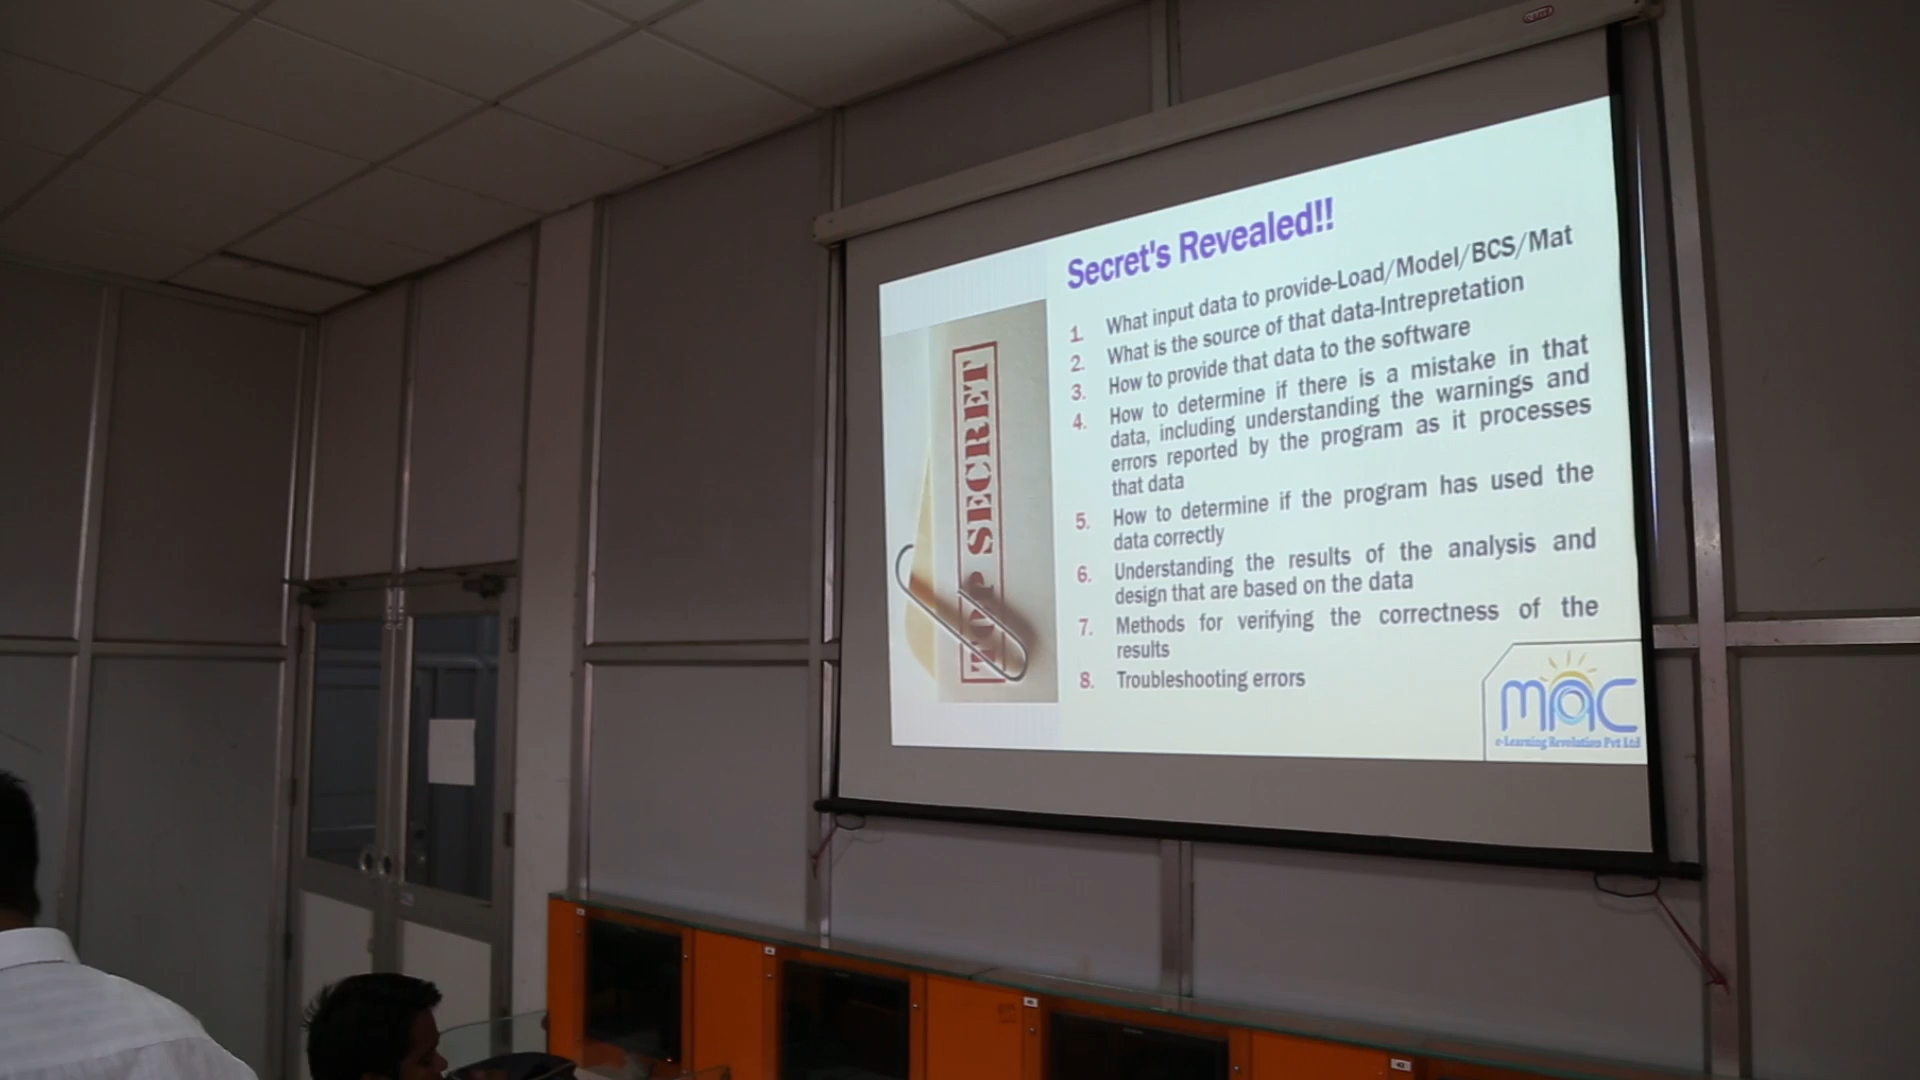 Secret's Revealed!!
1. What input data to provide-Load/Model/BCS/Mat
2. What is the source of that data-Intrepretation
3. How to provide that data to the software
4. How to determine if there is a mistake in that
data, including understanding the warnings and
errors reported by the program as it processes
that data
5. How to determine if the program has used the
data correctly
6. Understanding the results of the analysis and
design that are based on the data
7. Methods for verifying the correctness of the
results
8. Troubleshooting errors
TOP SECRET
MAC
e-Learning Revolution Pvt Ltd